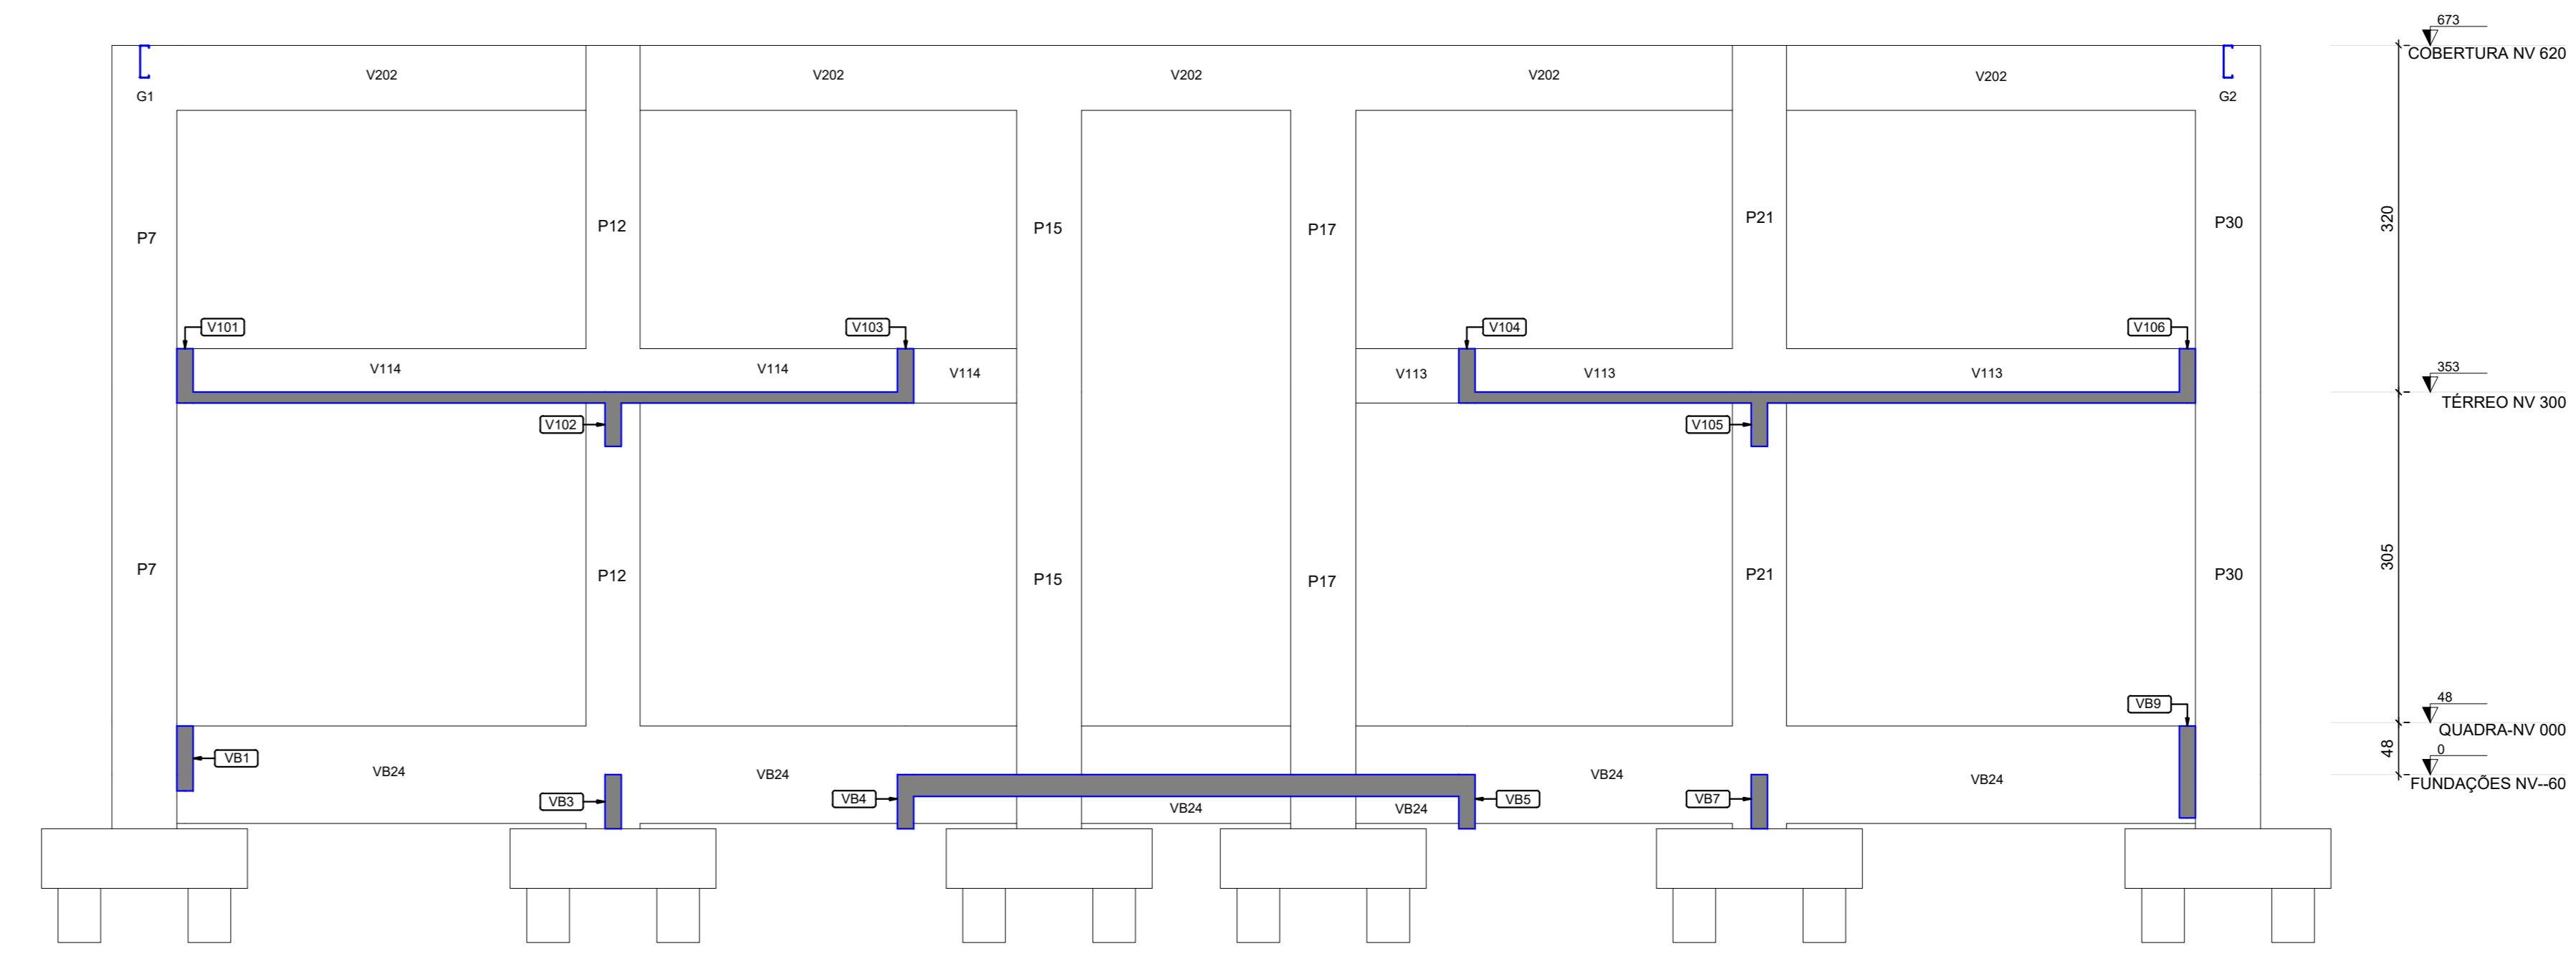 673
COBERTURA NV 620
V202 V202 V202 V202 V202
G1 G2
P7 P12 P15 P17 P21 P30
320
V101 V103 V104 V106
V114 V114 V114 V113 V113 V113
353
TÉRREO NV 300
V102 V105
305
P7 P12 P15 P17 P21 P30
48
VB9
QUADRA-NV 000
0
48
VB1 VB24 VB24 VB24 VB24
FUNDAÇÕES NV--60
VB3 VB4 VB24 VB24 VB5 VB7